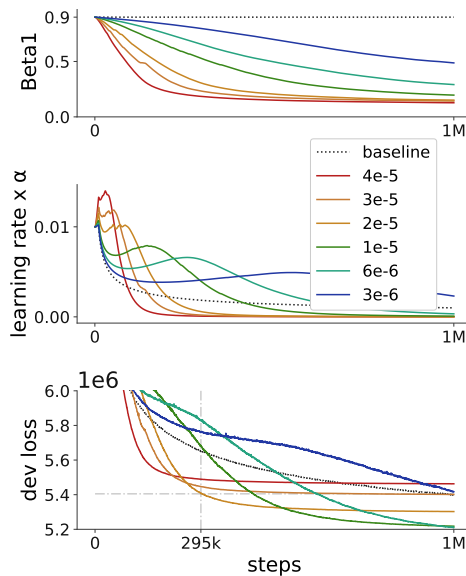 Beta1
0.9
0.5
0.0
0
1M
learning rate x α
0.01
0.00
0
1M
baseline
4e-5
3e-5
2e-5
1e-5
6e-6
3e-6
1e6
dev loss
6.0
5.8
5.6
5.4
5.2
0
295k
1M
steps